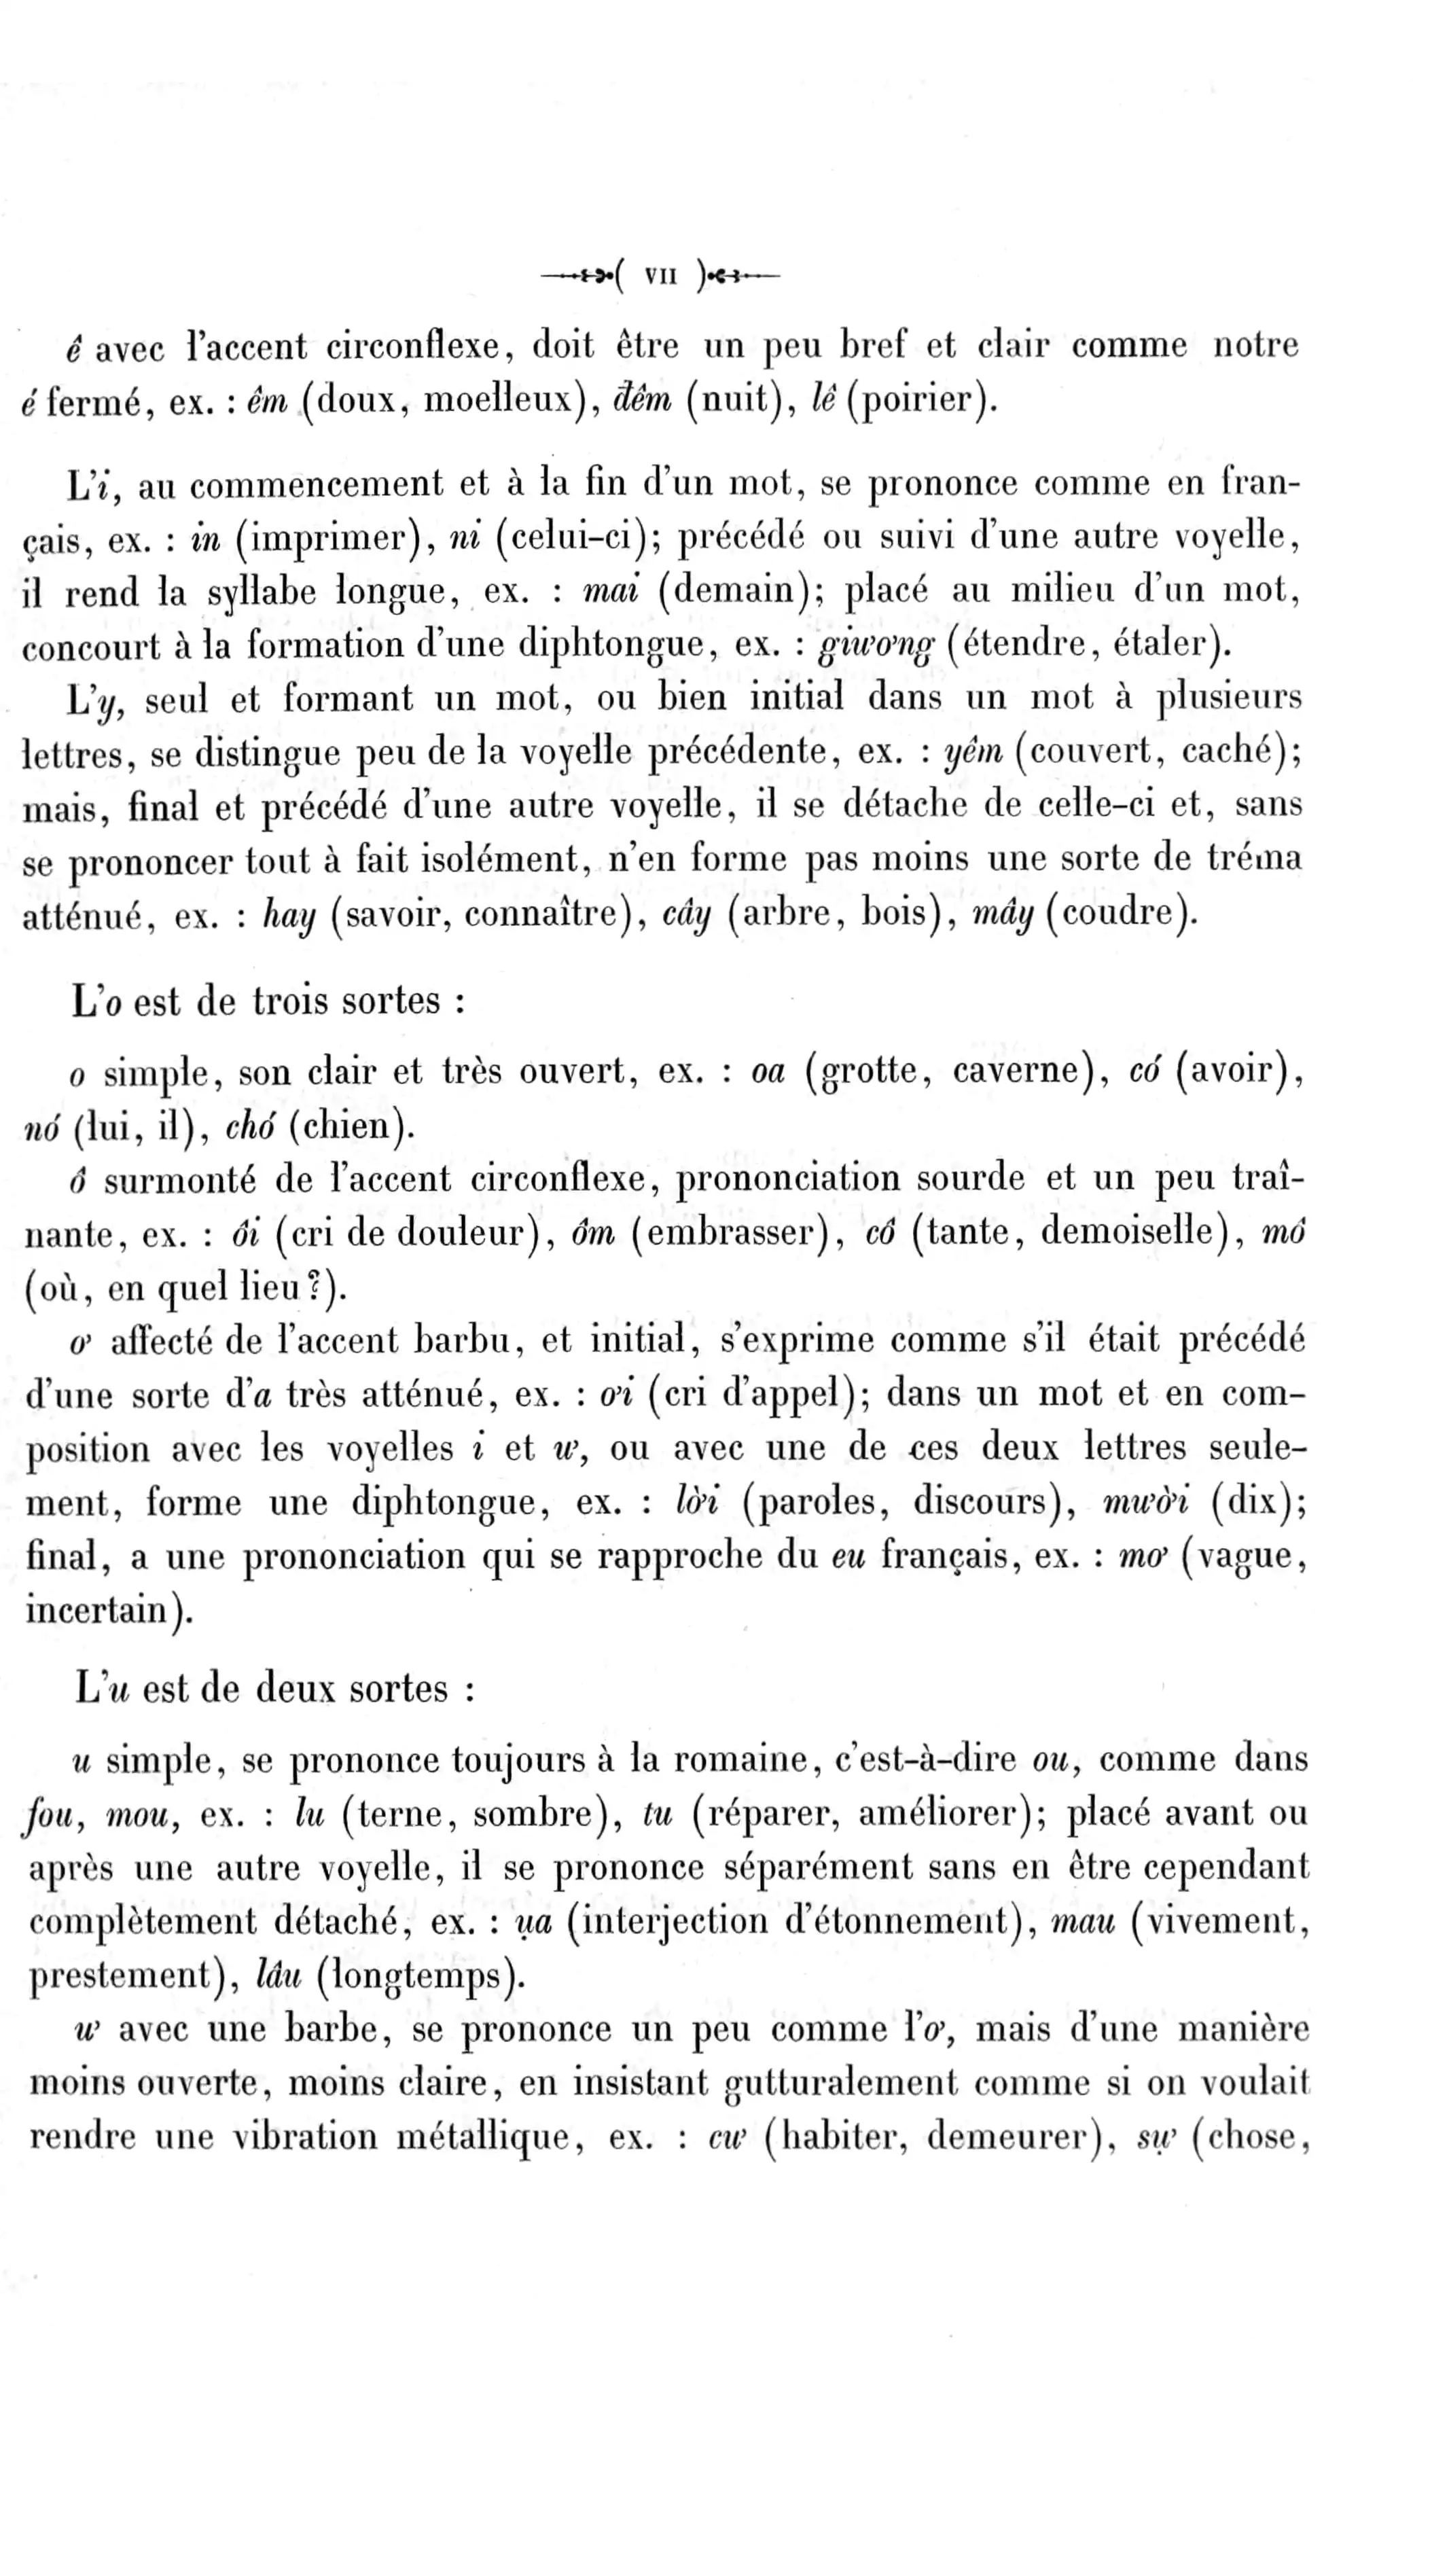 ( VII )
ê avec l'accent circonflexe, doit être un peu bref et clair comme notre
é fermé, ex. : êm (doux, moelleux), đêm (nuit), lê (poirier).
L'i, au commencement et à la fin d'un mot, se prononce comme en fran-
çais, ex. : in (imprimer), ni (celui-ci); précédé ou suivi d'une autre voyelle,
il rend la syllabe longue, ex. : mai (demain); placé au milieu d'un mot,
concourt à la formation d'une diphtongue, ex. : giương (étendre, étaler).
L'y, seul et formant un mot, ou bien initial dans un mot à plusieurs
lettres, se distingue peu de la voyelle précédente, ex. : yêm (couvert, caché);
mais, final et précédé d'une autre voyelle, il se détache de celle-ci et, sans
se prononcer tout à fait isolément, n'en forme pas moins une sorte de tréma
atténué, ex. : hay (savoir, connaître), cây (arbre, bois), mây (coudre).
L'o est de trois sortes :
o simple, son clair et très ouvert, ex. : oa (grotte, caverne), có (avoir),
nó (lui, il), chó (chien).
ô surmonté de l'accent circonflexe, prononciation sourde et un peu traî-
nante, ex. : ôi (cri de douleur), ôm (embrasser), cô (tante, demoiselle), mô
(où, en quel lieu ?).
ơ affecté de l'accent barbu, et initial, s'exprime comme s'il était précédé
d'une sorte d'a très atténué, ex. : ơi (cri d'appel); dans un mot et en com-
position avec les voyelles i et ư, ou avec une de ces deux lettres seule-
ment, forme une diphtongue, ex. : lời (paroles, discours), mười (dix);
final, a une prononciation qui se rapproche du eu français, ex. : mơ (vague,
incertain).
L'u est de deux sortes :
u simple, se prononce toujours à la romaine, c'est-à-dire ou, comme dans
fou, mou, ex. : lu (terne, sombre), tu (réparer, améliorer); placé avant ou
après une autre voyelle, il se prononce séparément sans en être cependant
complètement détaché, ex. : ụa (interjection d'étonnement), mau (vivement,
prestement), lâu (longtemps).
ư avec une barbe, se prononce un peu comme l'ơ, mais d'une manière
moins ouverte, moins claire, en insistant gutturalement comme si on voulait
rendre une vibration métallique, ex. : cư (habiter, demeurer), sự (chose,